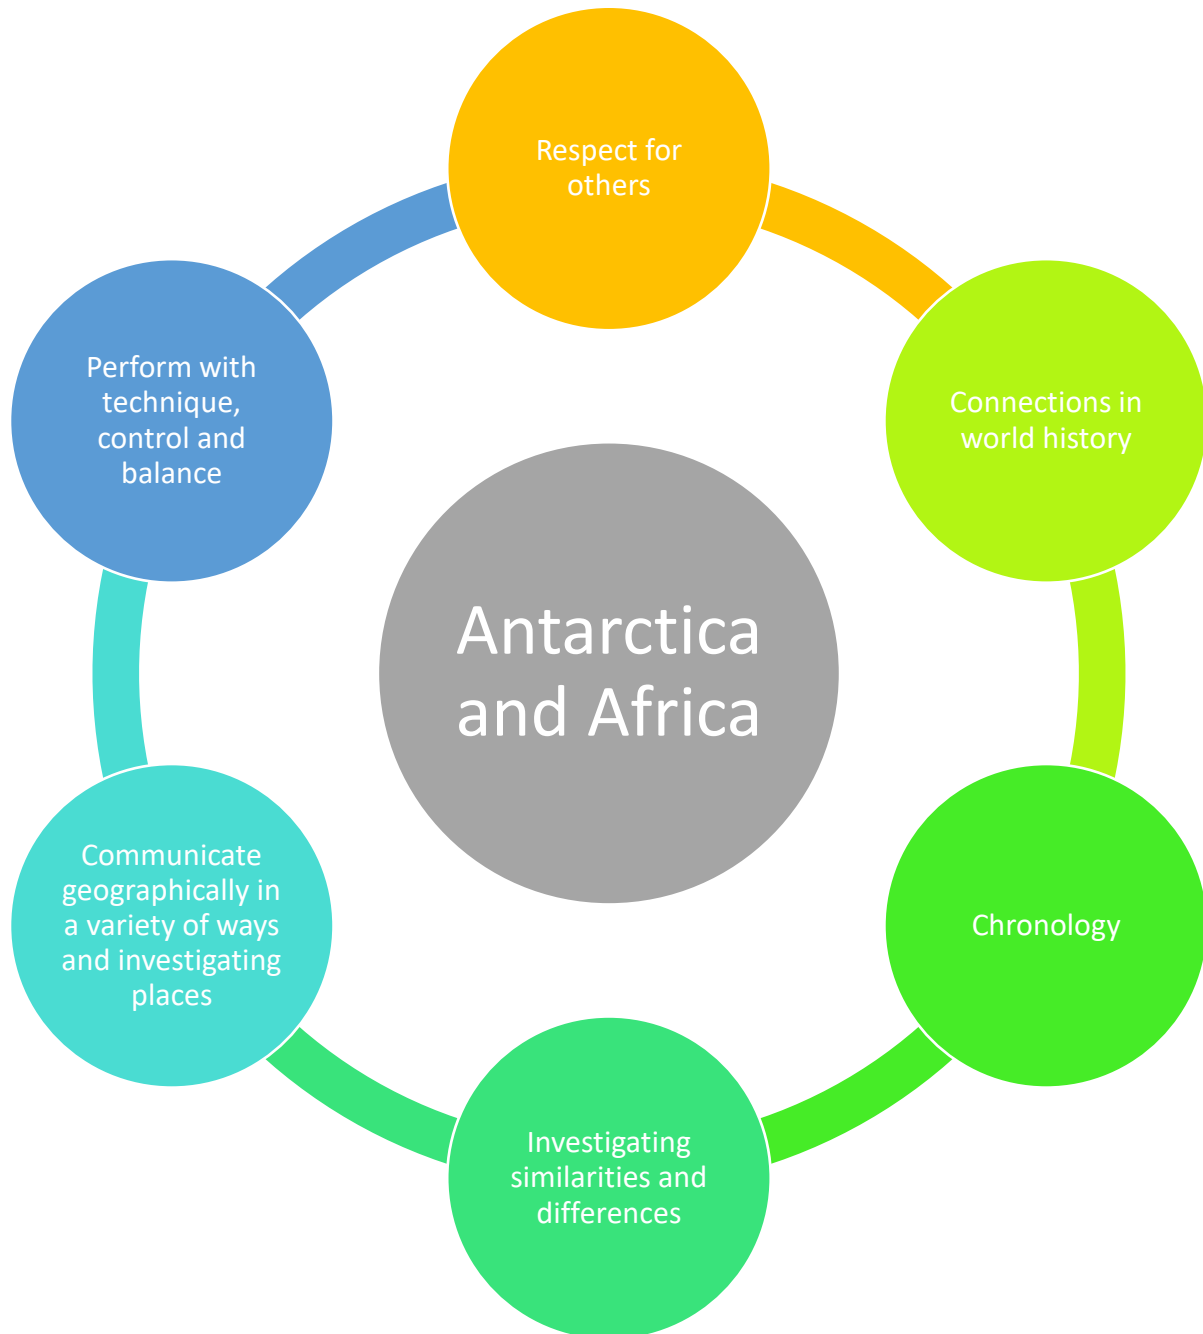 Respect for
others
Connections in
world history
Chronology
Investigating
similarities and
differences
Communicate
geographically in
a variety of ways
and investigating
places
Perform with
technique,
control and
balance
Antarctica
and Africa